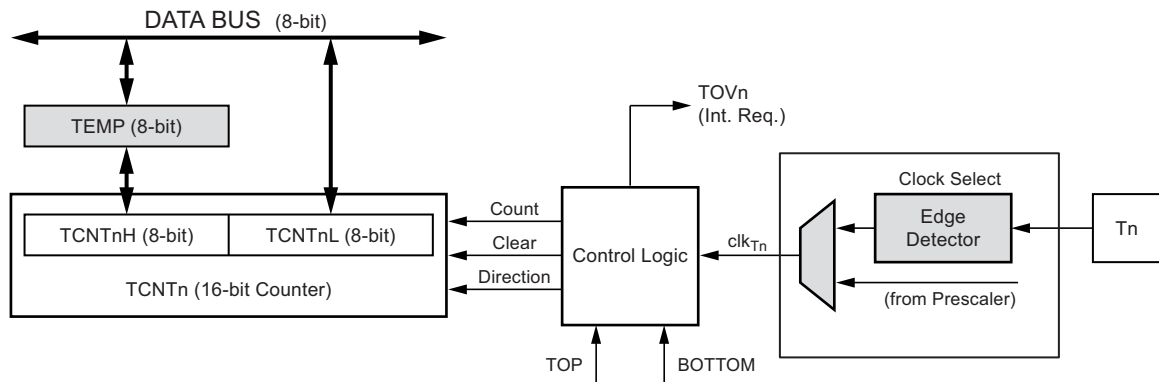 DATA BUS (8-bit)
TEMP (8-bit)
TCNTnH (8-bit)
TCNTnL (8-bit)
TCNTn (16-bit Counter)
Count
Clear
Direction
TOVn
(Int. Req.)
Control Logic
TOP
BOTTOM
clkTn
Clock Select
Edge
Detector
(from Prescaler)
Tn